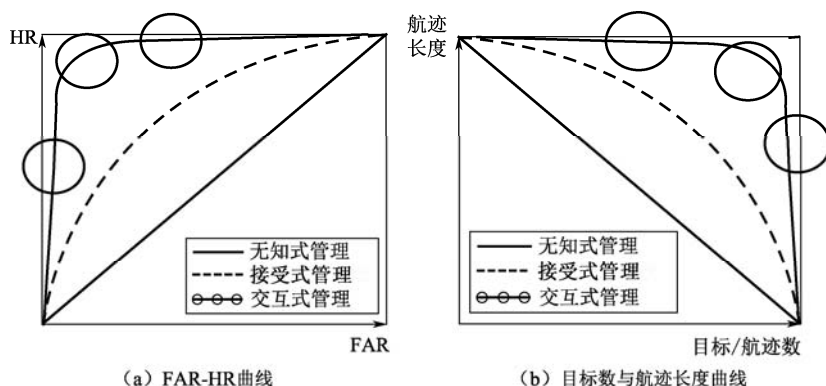 HR
无知式管理
接受式管理
交互式管理
FAR
(a) FAR-HR曲线
航迹
长度
无知式管理
接受式管理
交互式管理
目标/航迹数
(b) 目标数与航迹长度曲线